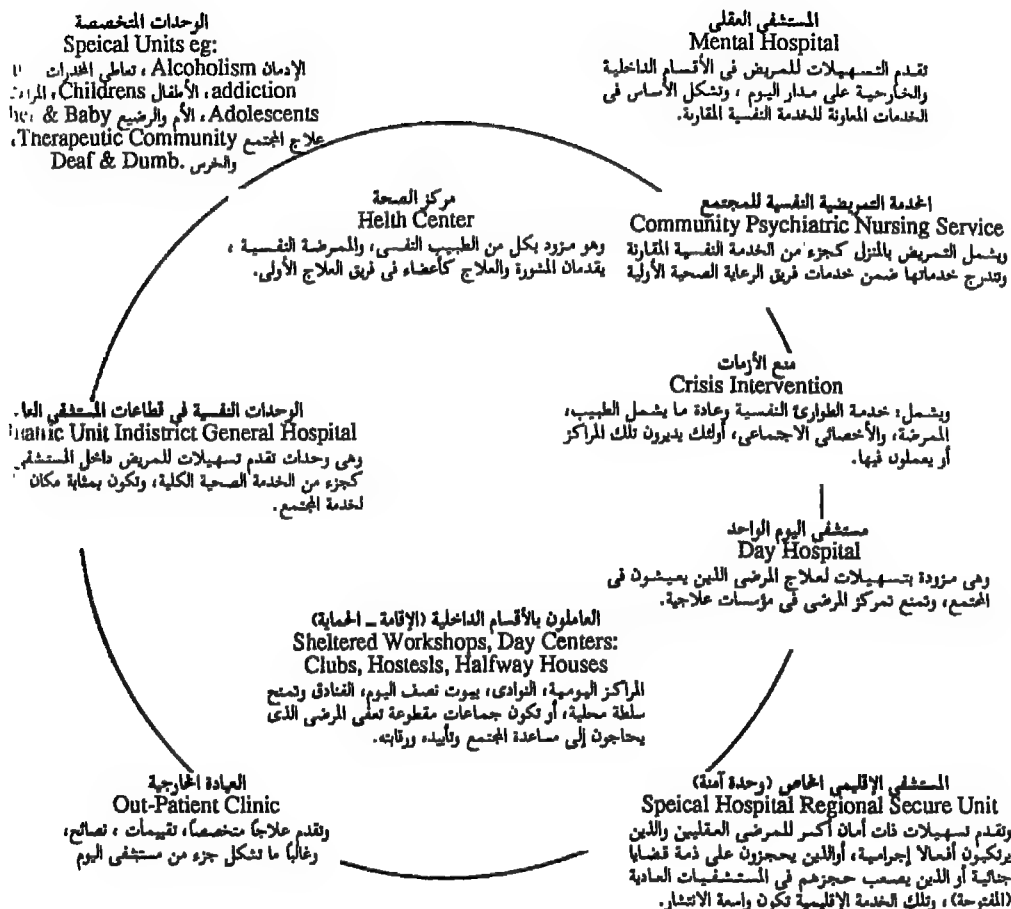 الوحدات المتخصصة
Speical Units eg:
الإدمان Alcoholism ، تعاطى المخدرات
addiction، الأطفال Childrens،
Adolescents، الأم والرضيع & Baby
علاج المجتمع Therapeutic Community،
والخرس Deaf & Dumb.
المستشفى العقلى
Mental Hospital
تقدم التسهيلات للمريض فى الأقسام الداخلية
والخارجية على مدار اليوم ، وتشكل الأساس فى
الخدمات المعاونة للخدمة النفسية المقارنة.
مركز الصحة
Helth Center
وهو مزود بكل من الطبيب النفسى، والممرضة النفسية ،
يقدمان المشورة والعلاج كأعضاء فى فريق العلاج الأولى.
الخدمة التمريضية النفسية للمجتمع
Community Psychiatric Nursing Service
ويشمل التمريض بالمنزل كجزء من الخدمة النفسية المقارنة
وتندرج خدماتها ضمن خدمات فريق الرعاية الصحية الأولية
منع الأزمات
Crisis Intervention
ويشمل: خدمة الطوارئ النفسية وعادة ما يشمل الطبيب،
الممرضة، والأخصائى الاجتماعى، أولئك يديرون تلك المراكز
أو يعملون فيها.
الوحدات النفسية فى قطاعات المستشفى
Unit Indistrict General Hospital
وهى وحدات تقدم تسهيلات للمريض داخل المستشفى
كجزء من الخدمة الصحية الكلية، وتكون بمثابة مكان
لخدمة المجتمع.
مستشفى اليوم الواحد
Day Hospital
وهى مزودة بتسهيلات لعلاج المرضى اللين يعيشون فى
المجتمع، وتمنع تمركز المرضى فى مؤسسات علاجية.
العاملون بالأقسام الداخلية (الإقامة ــ الحماية)
Sheltered Workshops, Day Centers:
Clubs, Hostesls, Halfway Houses
المراكز اليومية، النوادى، بيوت نصف اليوم، الفنادق وتمنح
سلطة محلية، أو تكون جماعات مقطوعة تعفى المرضى الذى
يحتاجون إلى مساعدة المجتمع وتأييده ورقابته.
العيادة الخارجية
Out-Patient Clinic
وتقدم علاجًا متخصصًا، تقييمات ، نصائح،
وغالبًا ما تشكل جزء من مستشفى اليوم
المستشفى الإقليمى الخاص (وحدة آمنة)
Speical Hospital Regional Secure Unit
وتقدم تسهيلات ذات أمان أكبر للمرضى العقليين والذين
يرتكبون أفعالا إجرامية، أوالذين يحجزون على ذمة قضايا
جنائية أو الذين يصعب حجزهم فى المستشفيات العادية
(المفتوحة) ، وتلك الخدمة الإقليمية تكون واسعة الانتشار.